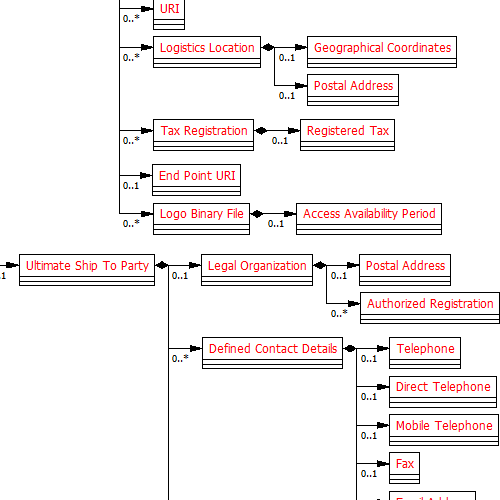 URI
0..*
Logistics Location
Geographical Coordinates
0..*
0..1
Postal Address
0..1
Tax Registration
Registered Tax
0..*
0..1
End Point URI
0..1
Logo Binary File
Access Availability Period
0..*
0..1
Ultimate Ship To Party
Legal Organization
Postal Address
0..1
0..1
Authorized Registration
0..*
Defined Contact Details
Telephone
0..*
0..1
Direct Telephone
0..1
Mobile Telephone
0..1
Fax
0..1